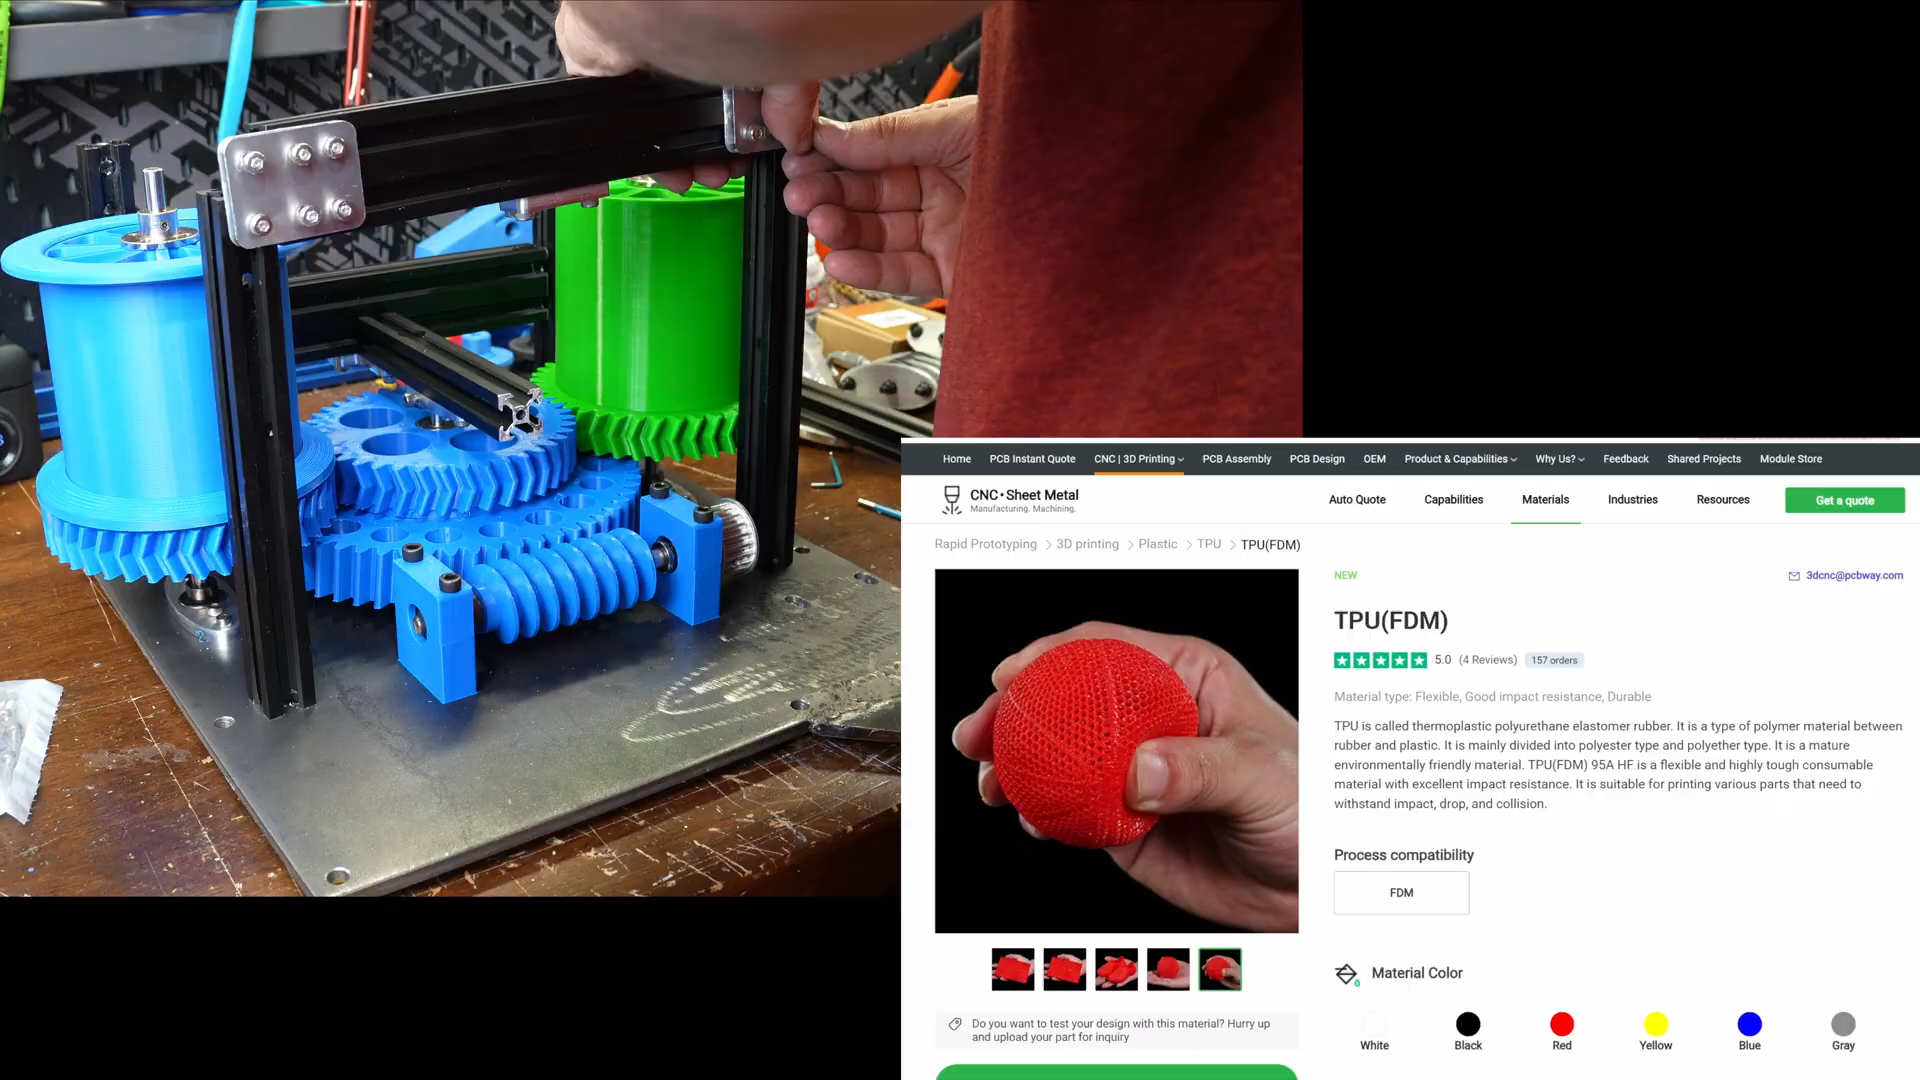 Home PCB Instant Quote CNC | 3D Printing PCB Assembly PCB Design OEM Product & Capabilities Why Us? Feedback Shared Projects Module Store
CNC•Sheet Metal
Manufacturing. Machining.
Auto Quote Capabilities Materials Industries Resources Get a quote
Rapid Prototyping > 3D printing > Plastic > TPU > TPU(FDM)
NEW
3dcnc@pcbway.com
TPU(FDM)
5.0 (4 Reviews) 157 orders
Material type: Flexible, Good impact resistance, Durable
TPU is called thermoplastic polyurethane elastomer rubber. It is a type of polymer material between
rubber and plastic. It is mainly divided into polyester type and polyether type. It is a mature
environmentally friendly material. TPU(FDM) 95A HF is a flexible and highly tough consumable
material with excellent impact resistance. It is suitable for printing various parts that need to
withstand impact, drop, and collision.
Process compatibility
FDM
Material Color
White Black Red Yellow Blue Gray
Do you want to test your design with this material? Hurry up
and upload your part for inquiry